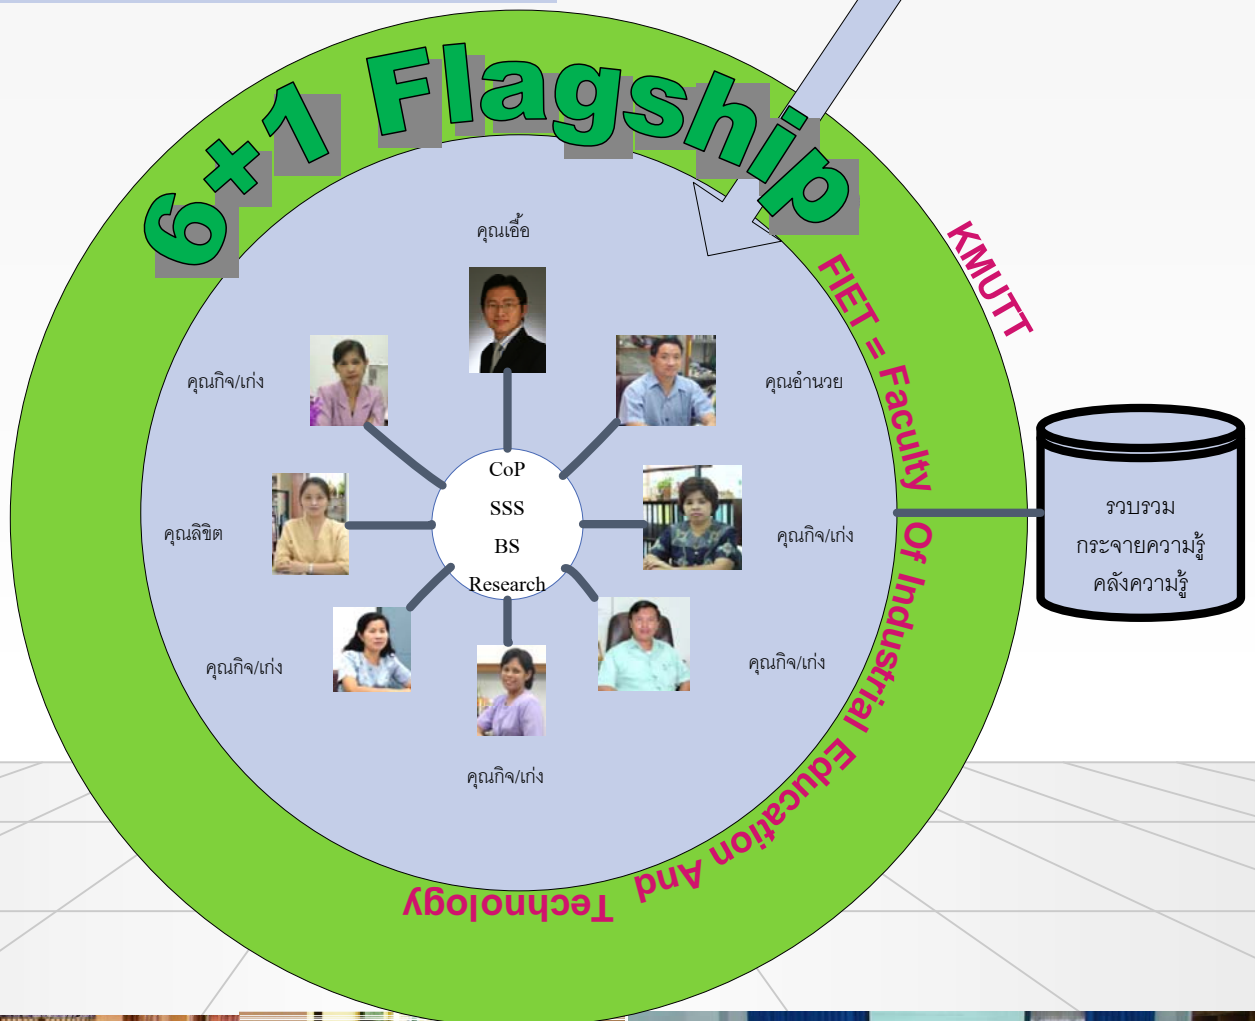 6+1 Flagship
KMUTT
FIET = Faculty Of Industrial Education And Technology
คุณเอื้อ
คุณกิจ/เก่ง
คุณอำนวย
คุณลิขิต
คุณกิจ/เก่ง
คุณกิจ/เก่ง
คุณกิจ/เก่ง
คุณกิจ/เก่ง
CoP
SSS
BS
Research
รวบรวม
กระจายความรู้
คลังความรู้